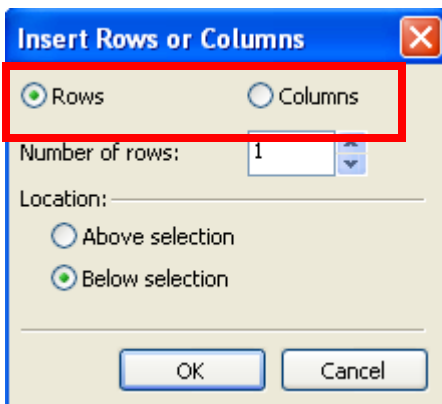 Insert Rows or Columns
Rows Columns
Number of rows: 1
Location:
Above selection
Below selection
OK Cancel